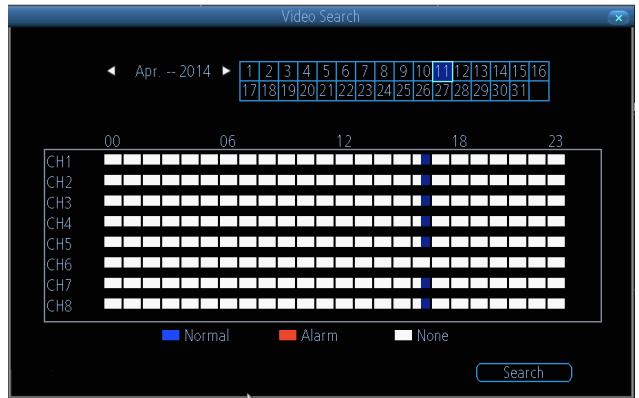 Video Search
Apr. -- 2014
1 2 3 4 5 6 7 8 9 10 11 12 13 14 15 16
17 18 19 20 21 22 23 24 25 26 27 28 29 30 31
00 06 12 18 23
CH1
CH2
CH3
CH4
CH5
CH6
CH7
CH8
Normal Alarm None
Search